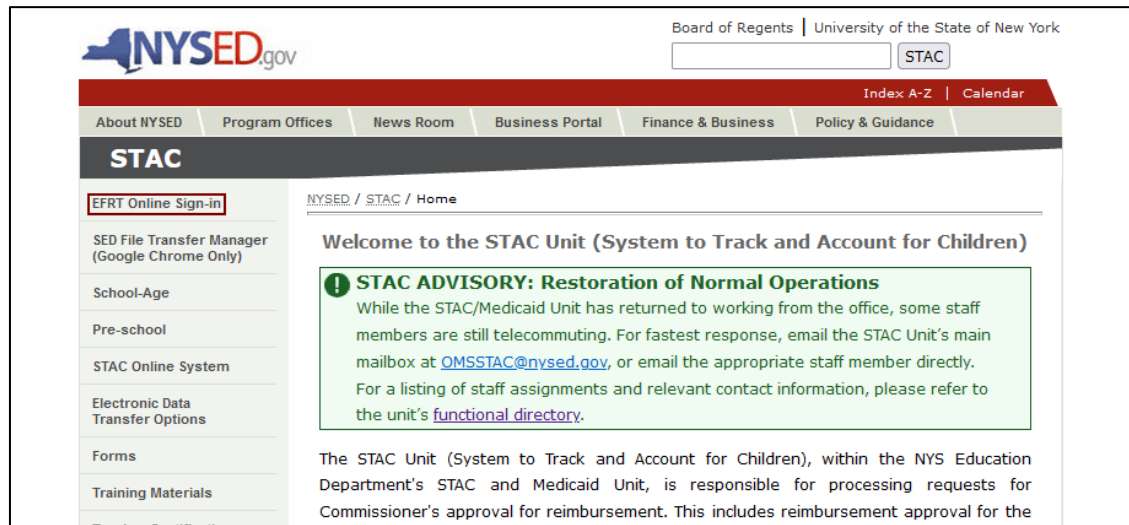 NYSED.gov
Board of Regents | University of the State of New York
STAC
Index A-Z | Calendar
About NYSED Program Offices News Room Business Portal Finance & Business Policy & Guidance
STAC
EFRT Online Sign-in
SED File Transfer Manager
(Google Chrome Only)
School-Age
Pre-school
STAC Online System
Electronic Data
Transfer Options
Forms
Training Materials
NYSED / STAC / Home
Welcome to the STAC Unit (System to Track and Account for Children)
STAC ADVISORY: Restoration of Normal Operations
While the STAC/Medicaid Unit has returned to working from the office, some staff
members are still telecommuting. For fastest response, email the STAC Unit's main
mailbox at OMSSTAC@nysed.gov, or email the appropriate staff member directly.
For a listing of staff assignments and relevant contact information, please refer to
the unit's functional directory.
The STAC Unit (System to Track and Account for Children), within the NYS Education
Department's STAC and Medicaid Unit, is responsible for processing requests for
Commissioner's approval for reimbursement. This includes reimbursement approval for the